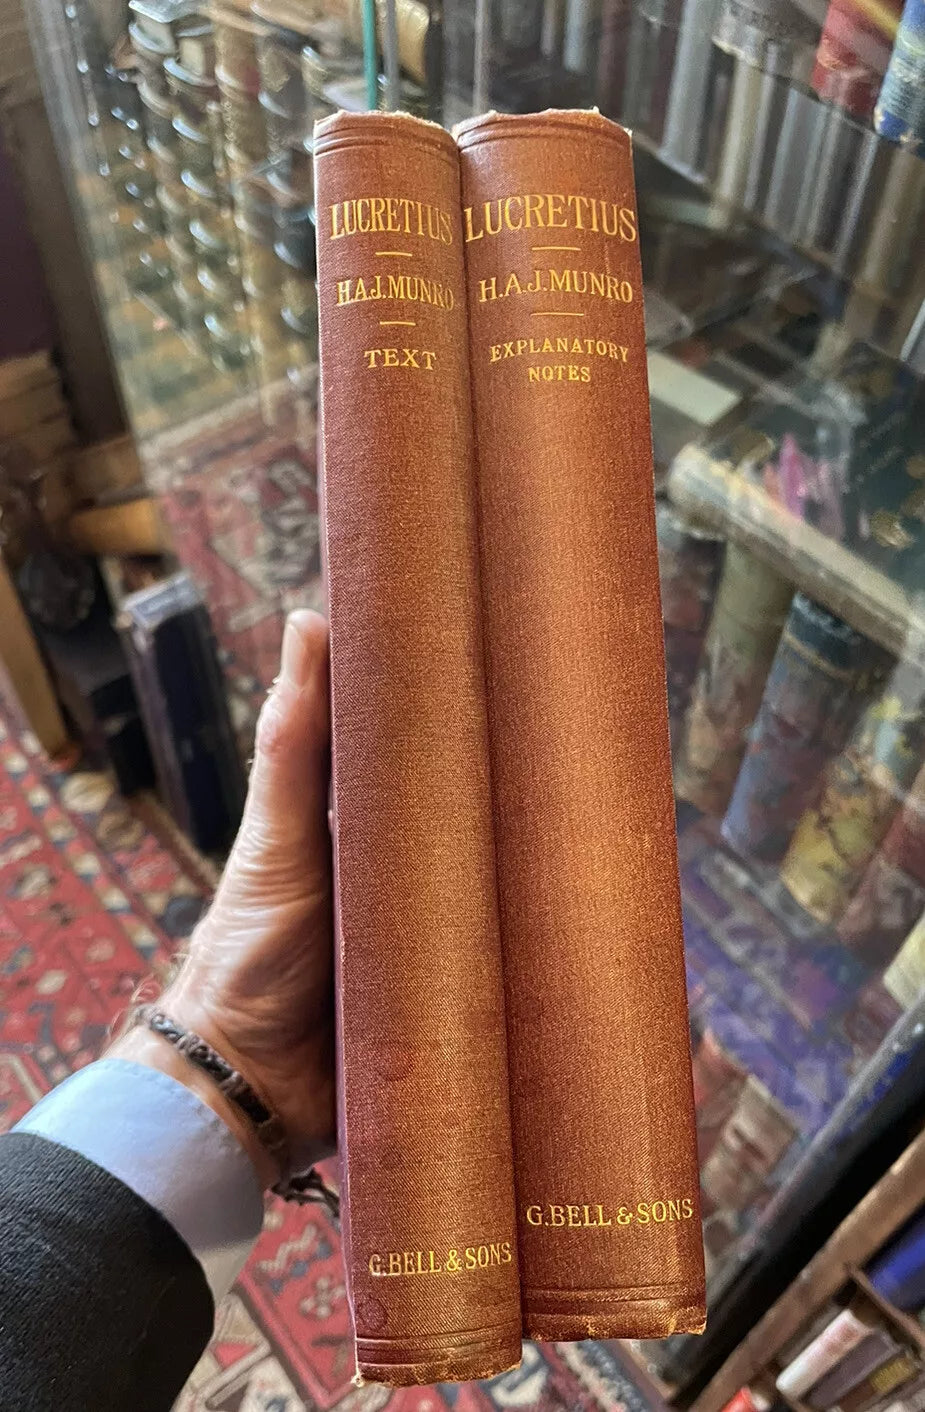 LUCRETIUS
H.A.J. MUNRO
TEXT
G. BELL & SONS
LUCRETIUS
H.A.J. MUNRO
EXPLANATORY
NOTES
G. BELL & SONS